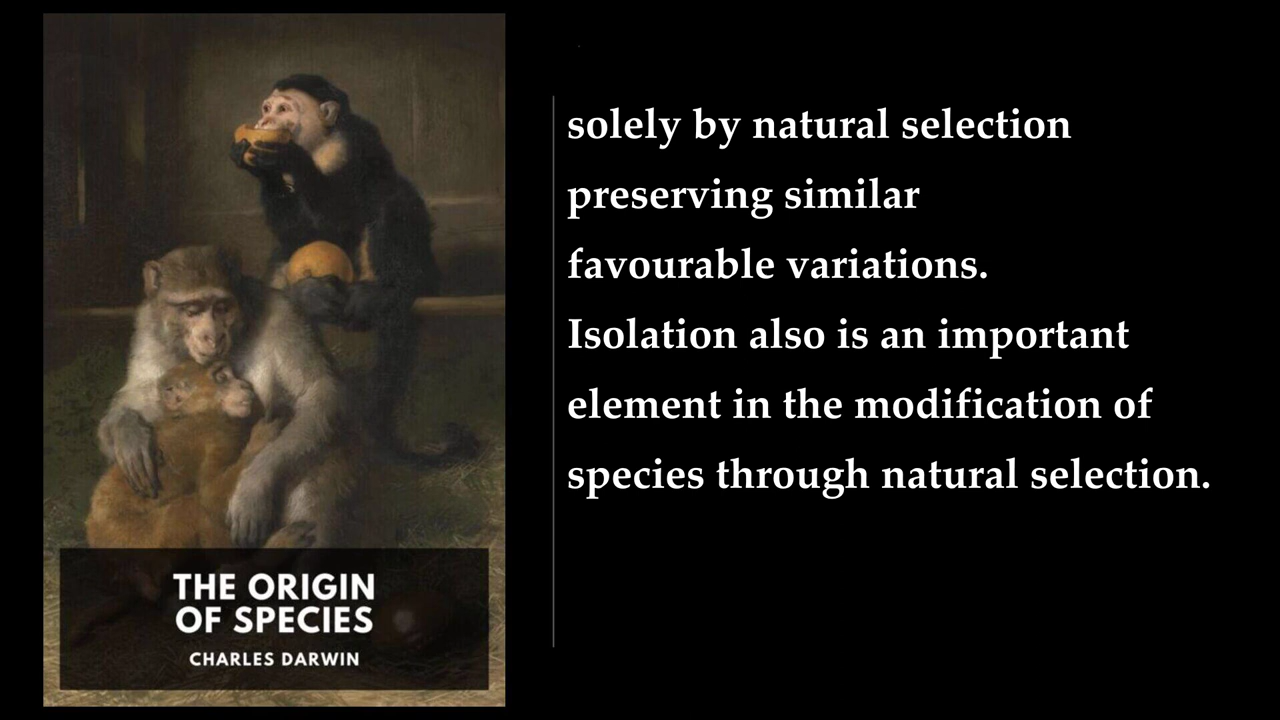 solely by natural selection
preserving similar
favourable variations.
Isolation also is an important
element in the modification of
species through natural selection.
THE ORIGIN
OF SPECIES
CHARLES DARWIN